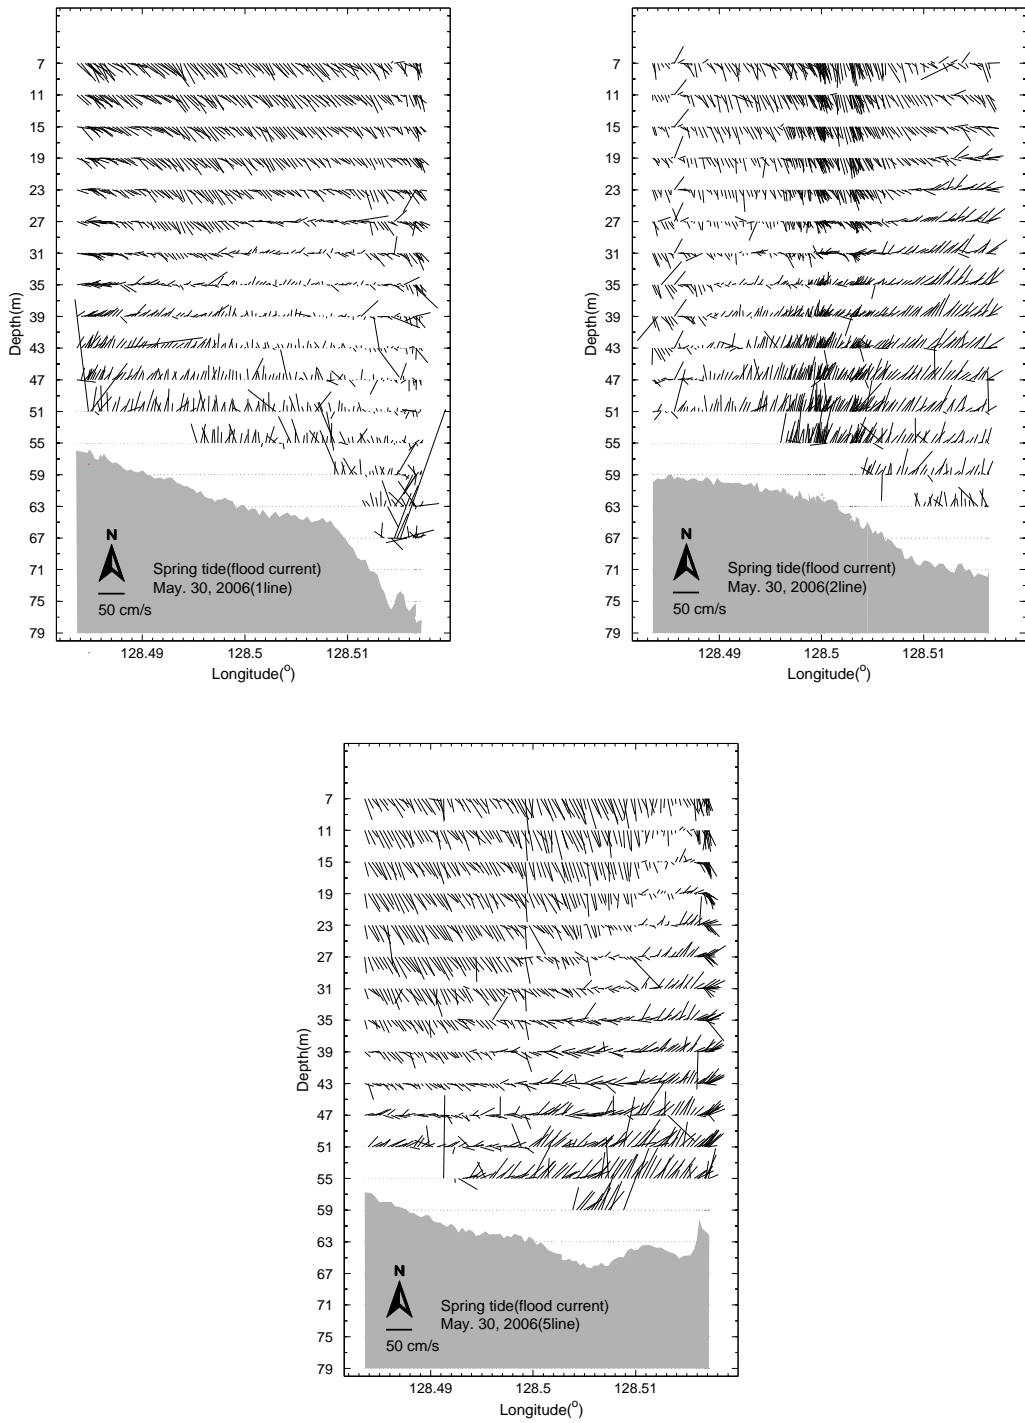 7
11
15
19
23
27
31
35
39
43
47
51
55
59
63
67
71
75
79
Depth(m)
N
Spring tide(flood current)
May. 30, 2006(1line)
50 cm/s
128.49 128.5 128.51
Longitude(°)
7
11
15
19
23
27
31
35
39
43
47
51
55
59
63
67
71
75
79
Depth(m)
N
Spring tide(flood current)
May. 30, 2006(2line)
50 cm/s
128.49 128.5 128.51
Longitude(°)
7
11
15
19
23
27
31
35
39
43
47
51
55
59
63
67
71
75
79
Depth(m)
N
Spring tide(flood current)
May. 30, 2006(5line)
50 cm/s
128.49 128.5 128.51
Longitude(°)